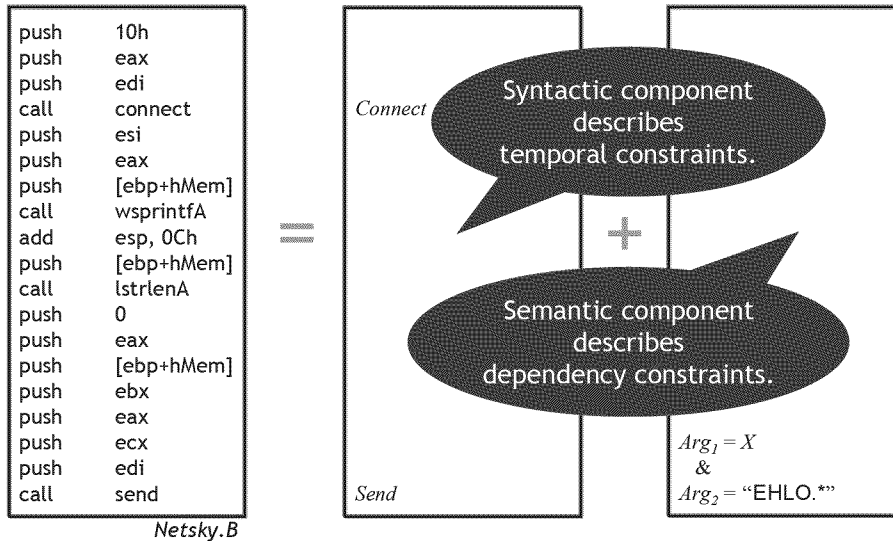 push 10h
push eax
push edi
call connect
push esi
push eax
push [ebp+hMem]
call wsprintfA
add esp, 0Ch
push [ebp+hMem]
call lstrlenA
push 0
push eax
push [ebp+hMem]
push ebx
push eax
push ecx
push edi
call send
Netsky.B
=
Connect
Send
Syntactic component
describes
temporal constraints.
+
Semantic component
describes
dependency constraints.
Arg1 = X
&
Arg2 = “EHLO.*”